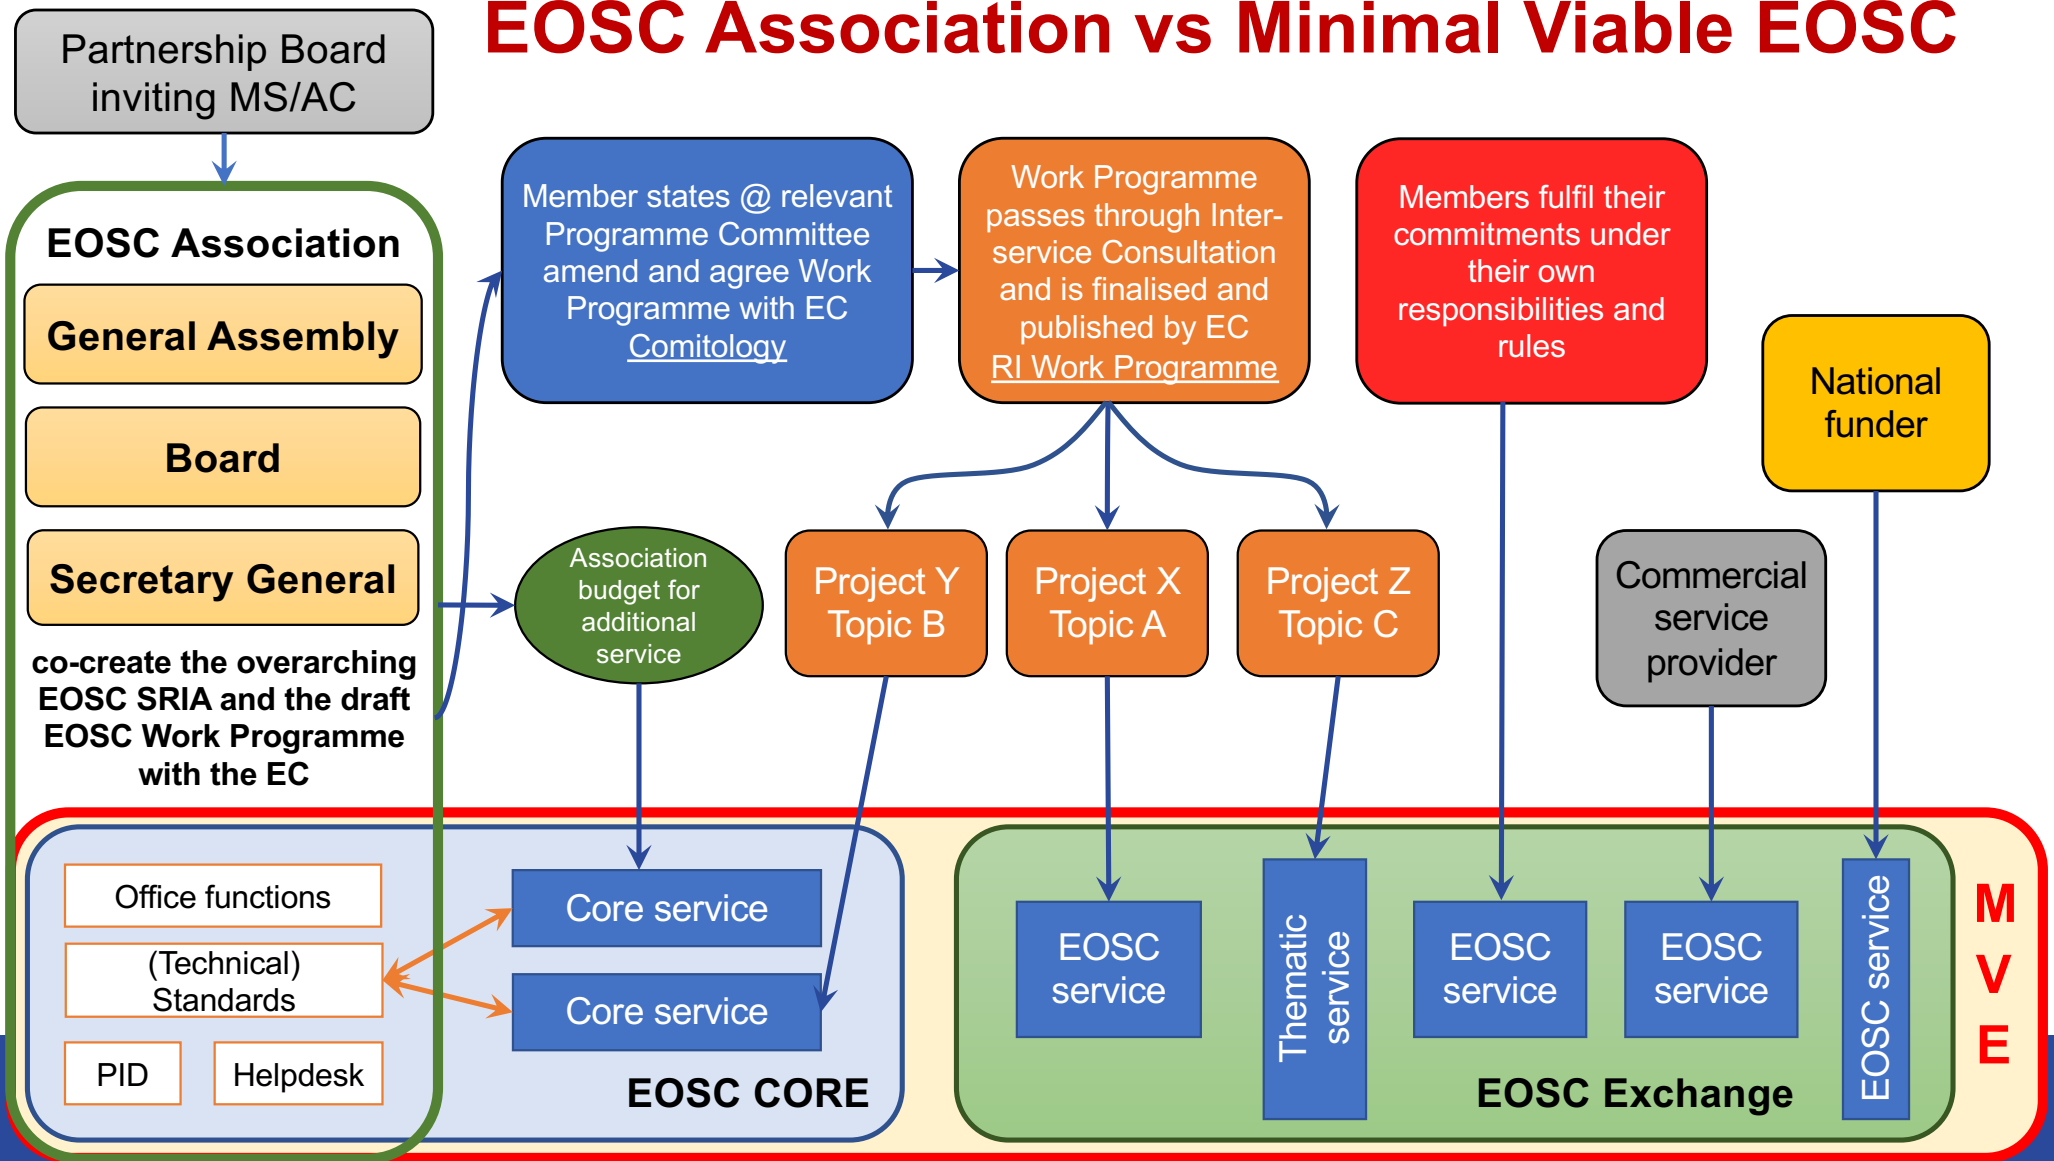 EOSC Association vs Minimal Viable EOSC
Partnership Board
inviting MS/AC
EOSC Association
General Assembly
Board
Secretary General
co-create the overarching
EOSC SRIA and the draft
EOSC Work Programme
with the EC
Member states @ relevant
Programme Committee
amend and agree Work
Programme with EC
Comitology
Work Programme
passes through Inter-
service Consultation
and is finalised and
published by EC
RI Work Programme
Members fulfil their
commitments under
their own
responsibilities and
rules
National
funder
Association
budget for
additional
service
Project Y
Topic B
Project X
Topic A
Project Z
Topic C
Commercial
service
provider
Office functions
(Technical)
Standards
PID
Helpdesk
Core service
Core service
EOSC CORE
EOSC
service
Thematic
service
EOSC
service
EOSC
service
EOSC service
EOSC Exchange
M
V
E